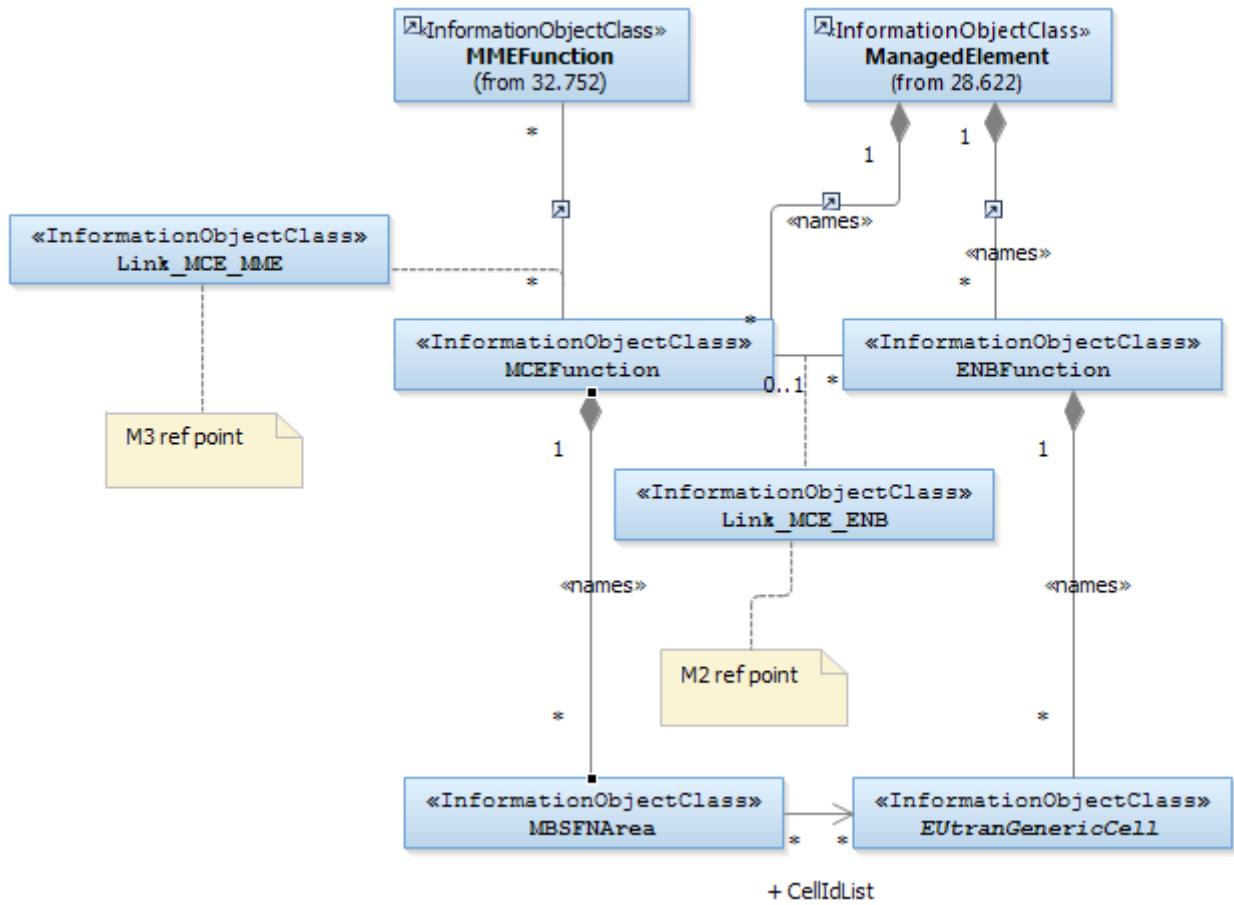 «InformationObjectClass»
MMEFunction
(from 32.752)
«InformationObjectClass»
ManagedElement
(from 28.622)
*
1
1
«names»
«InformationObjectClass»
Link_MCE_MME
«names»
*
*
*
«InformationObjectClass»
MCEFunction
«InformationObjectClass»
ENBFunction
0..1
*
M3 ref point
1
1
«InformationObjectClass»
Link_MCE_ENB
«names»
«names»
M2 ref point
*
*
«InformationObjectClass»
MBSFNArea
«InformationObjectClass»
EUtranGenericCell
*
*
+ CellIdList